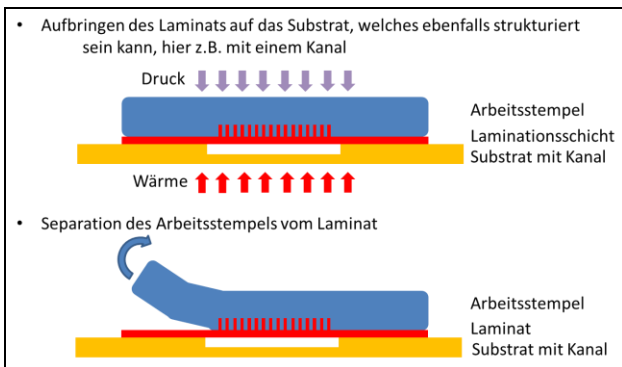 • Aufbringen des Laminats auf das Substrat, welches ebenfalls strukturiert
sein kann, hier z.B. mit einem Kanal
Druck
Arbeitsstempel
Laminationsschicht
Substrat mit Kanal
Wärme
• Separation des Arbeitsstempels vom Laminat
Arbeitsstempel
Laminat
Substrat mit Kanal